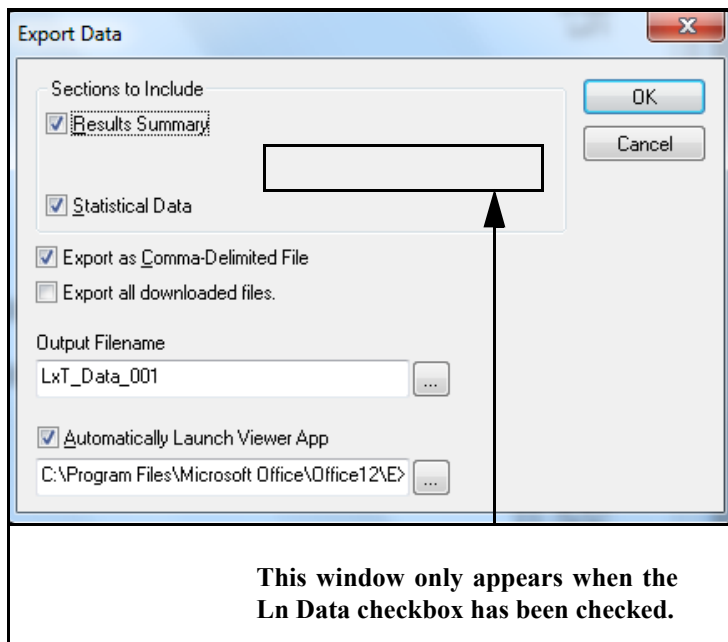 Export Data
Sections to Include
Results Summary
Statistical Data
OK
Cancel
Export as Comma-Delimited File
Export all downloaded files.
Output Filename
LxT_Data_001
...
Automatically Launch Viewer App
C:\Program Files\Microsoft Office\Office12\E>
...
This window only appears when the
Ln Data checkbox has been checked.